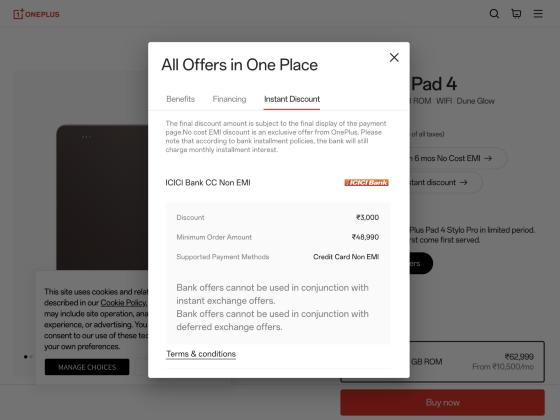 ONEPLUS
All Offers in One Place
Pad 4
Benefits Financing Instant Discount
ROM WIFI Dune Glow
The final discount amount is subject to the final display of the payment
page.No cost EMI discount is an exclusive offer from OnePlus. Please
note that according to bank installment policies, the bank will still
charge monthly installment interest.
of all taxes)
6 mos No Cost EMI →
ICICI Bank CC Non EMI
ICICI Bank
stant discount →
Discount ₹3,000
Minimum Order Amount ₹48,990
Supported Payment Methods Credit Card Non EMI
Plus Pad 4 Stylo Pro in limited period.
rst come first served.
ers
Bank offers cannot be used in conjunction with
instant exchange offers.
Bank offers cannot be used in conjunction with
deferred exchange offers.
Terms & conditions
This site uses cookies and relat
described in our Cookie Policy,
may include site operation, ana
experience, or advertising. You
consent to our use of these tec
your own preferences.
MANAGE CHOICES
GB ROM
₹62,999
From ₹10,500/mo
Buy now